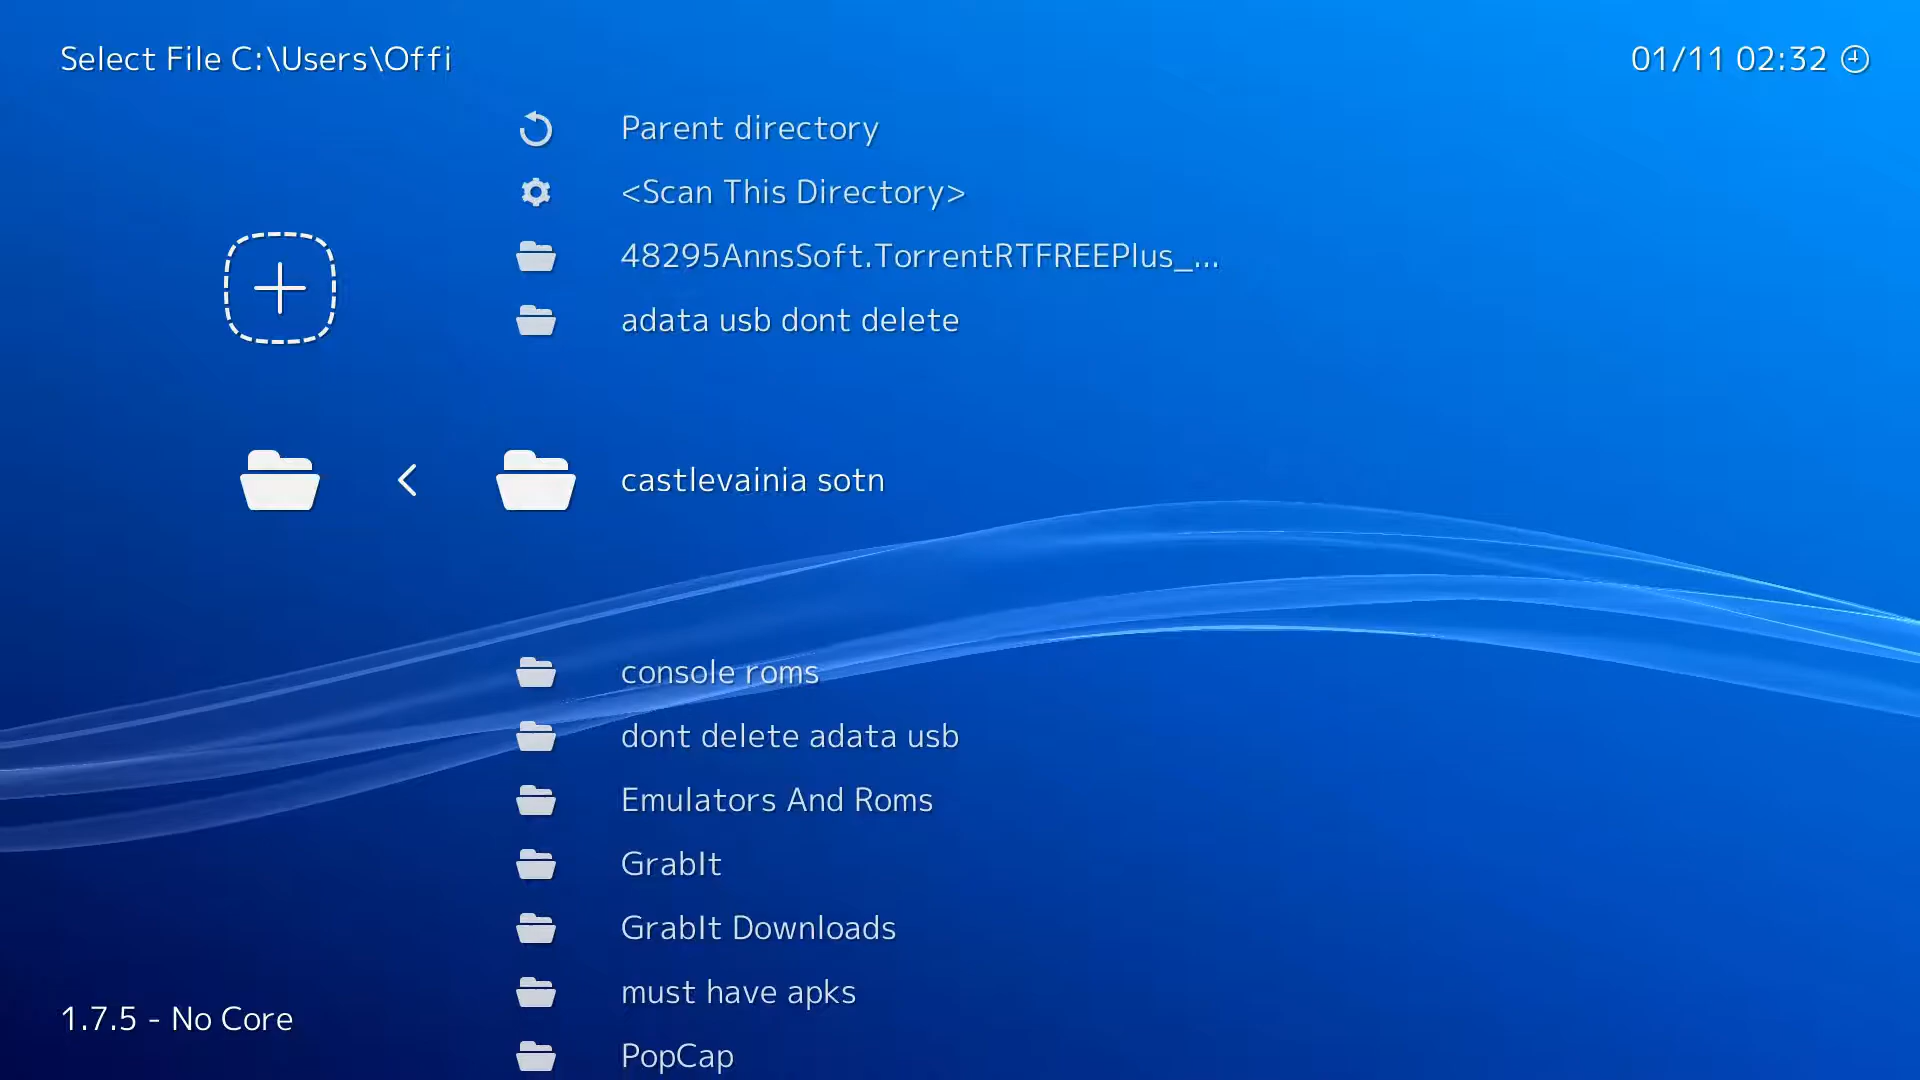 Select File C:\Users\Offi
01/11 02:32
Parent directory
<Scan This Directory>
48295AnnsSoft.TorrentRTFREEPlus_...
adata usb dont delete
castlevainia sotn
console roms
dont delete adata usb
Emulators And Roms
GrabIt
GrabIt Downloads
must have apks
PopCap
1.7.5 - No Core